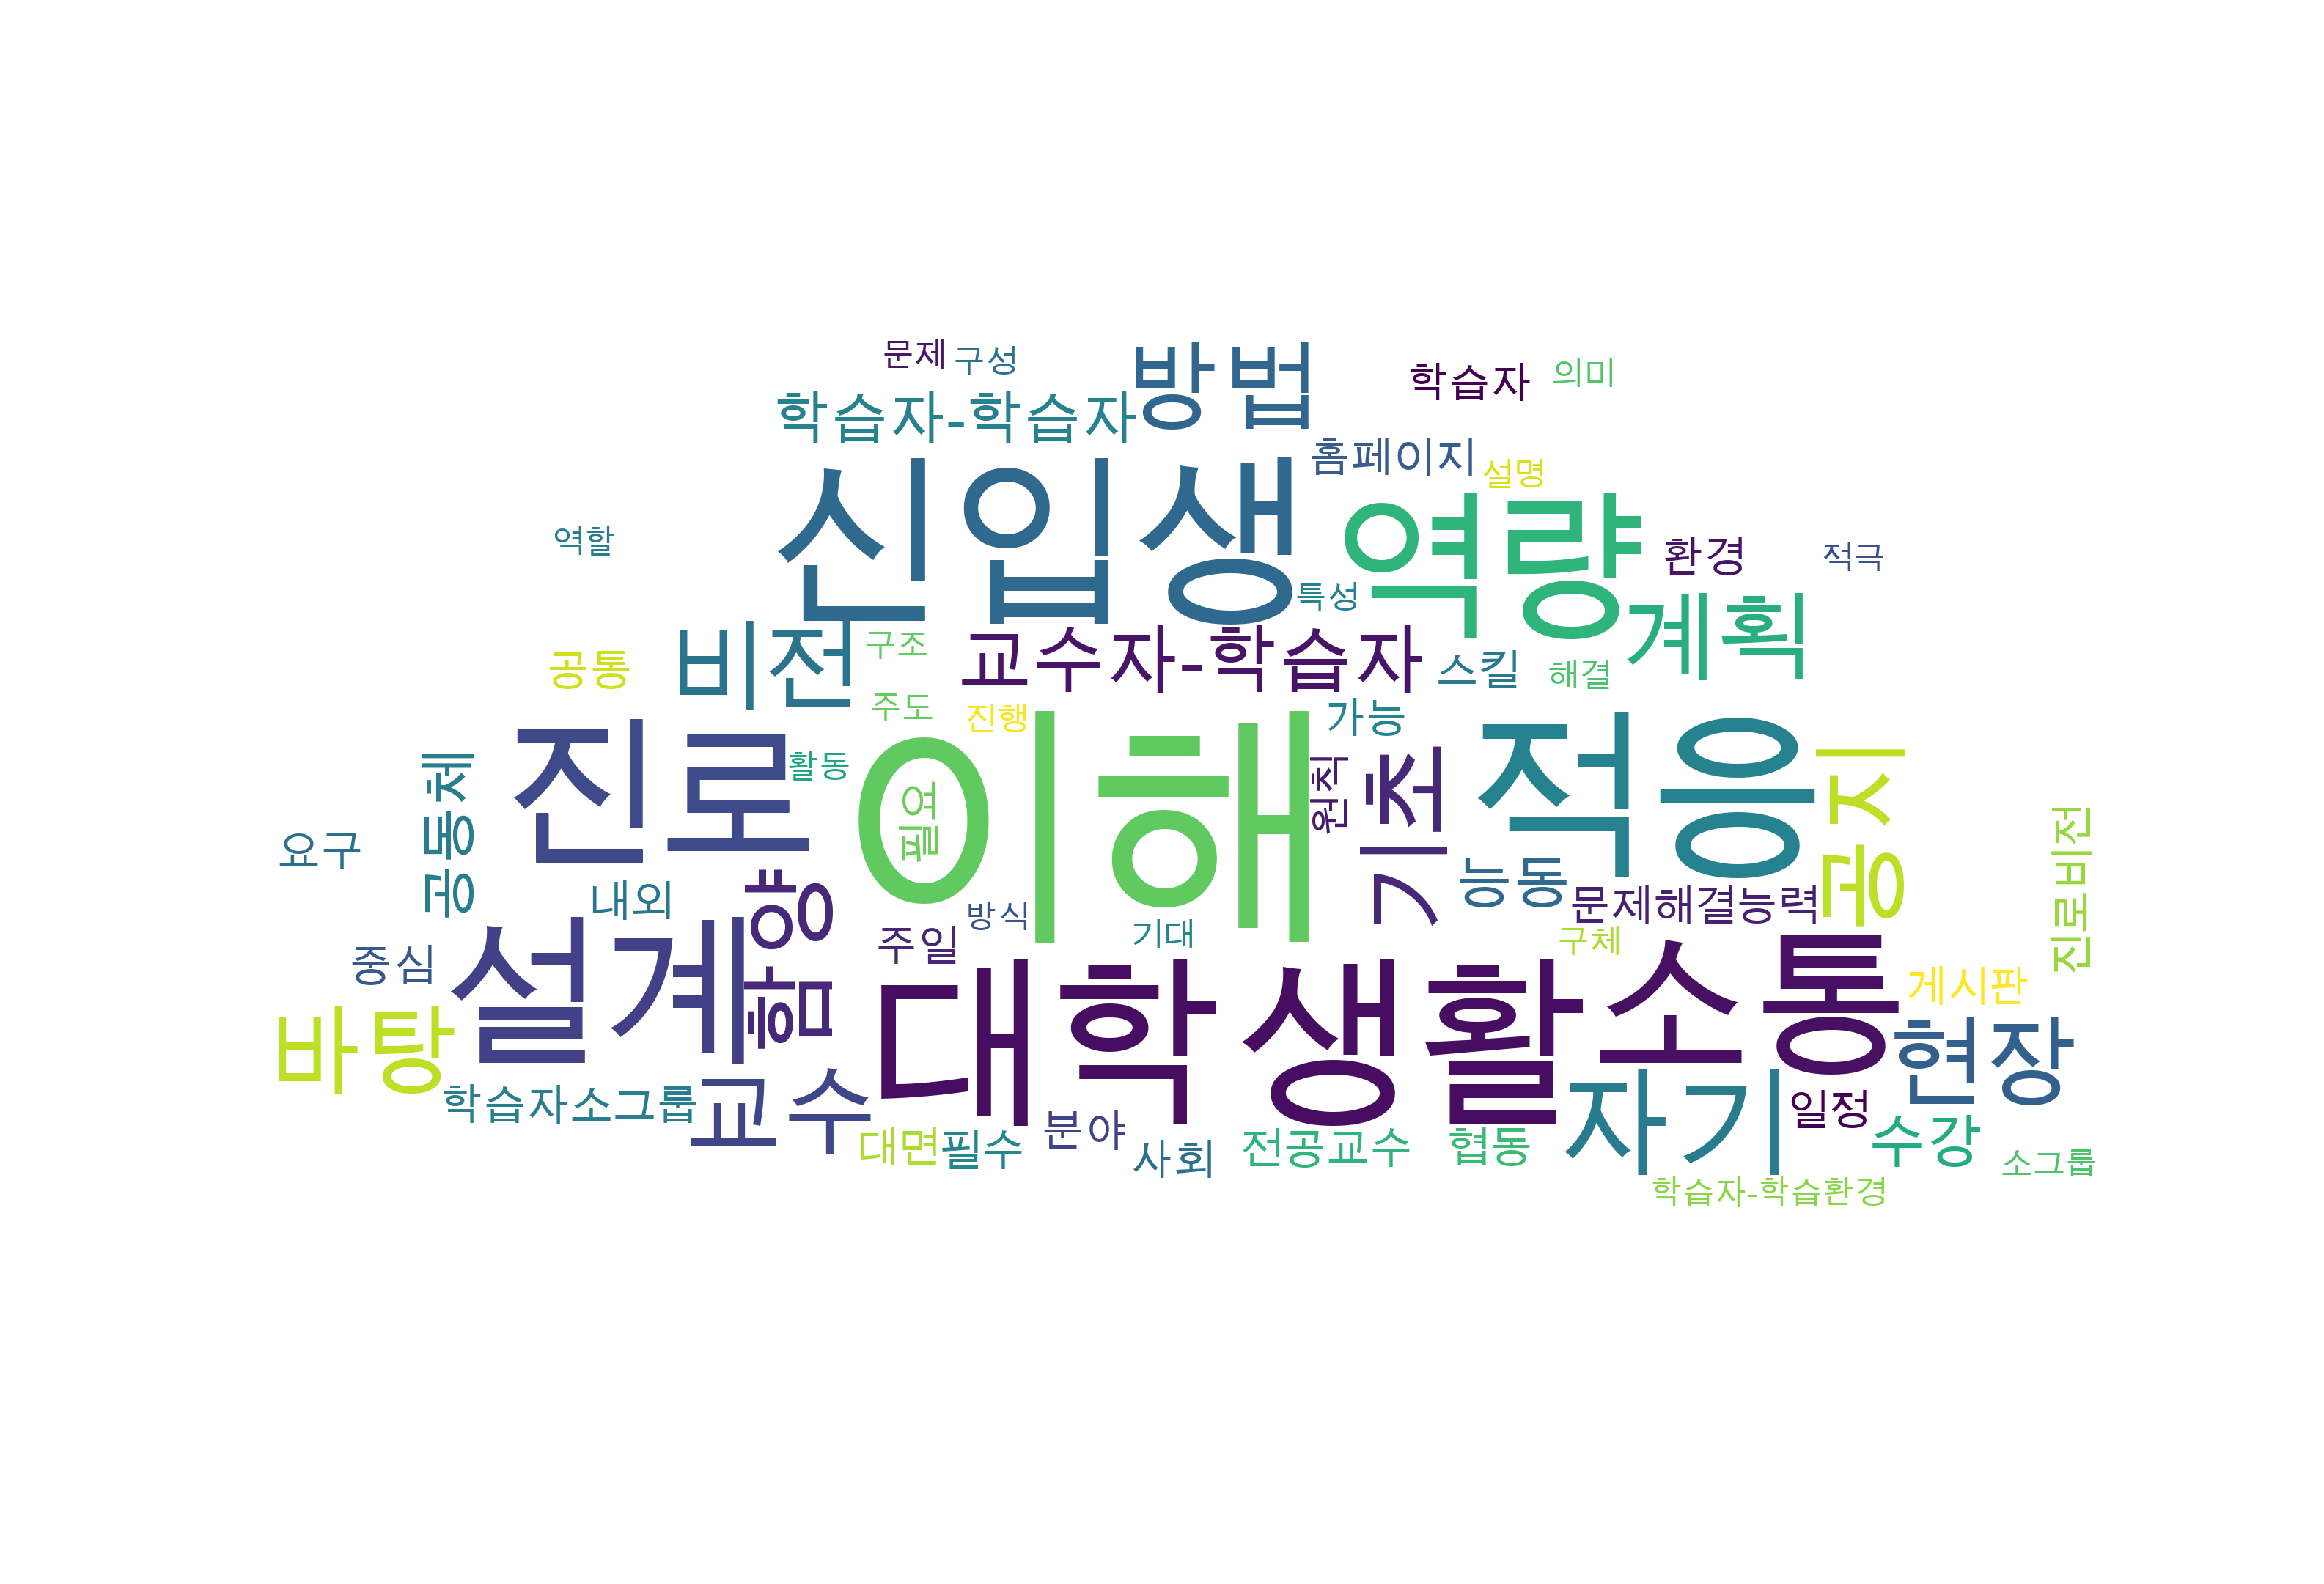 문제
구성
방법
학습자
의미
학습자-학습자
홈페이지
설명
신입생
역량
역할
환경
적극
특성
계획
비전
구조
교수자-학습자
스킬
해결
공통
주도
진행
가능
진로
활동
이해
필요
원칙
기초
적응
공지
공동체
요구
내외
함양
방식
기대
능동
문제해결능력
진로비전
주일
구체
중심
설계
대학생활
소통
게시판
바탕
현장
학습자소그룹
교수
자기
일정
대면
필수
분야
사회
전공교수
협동
수강
소그룹
학습자-학습환경